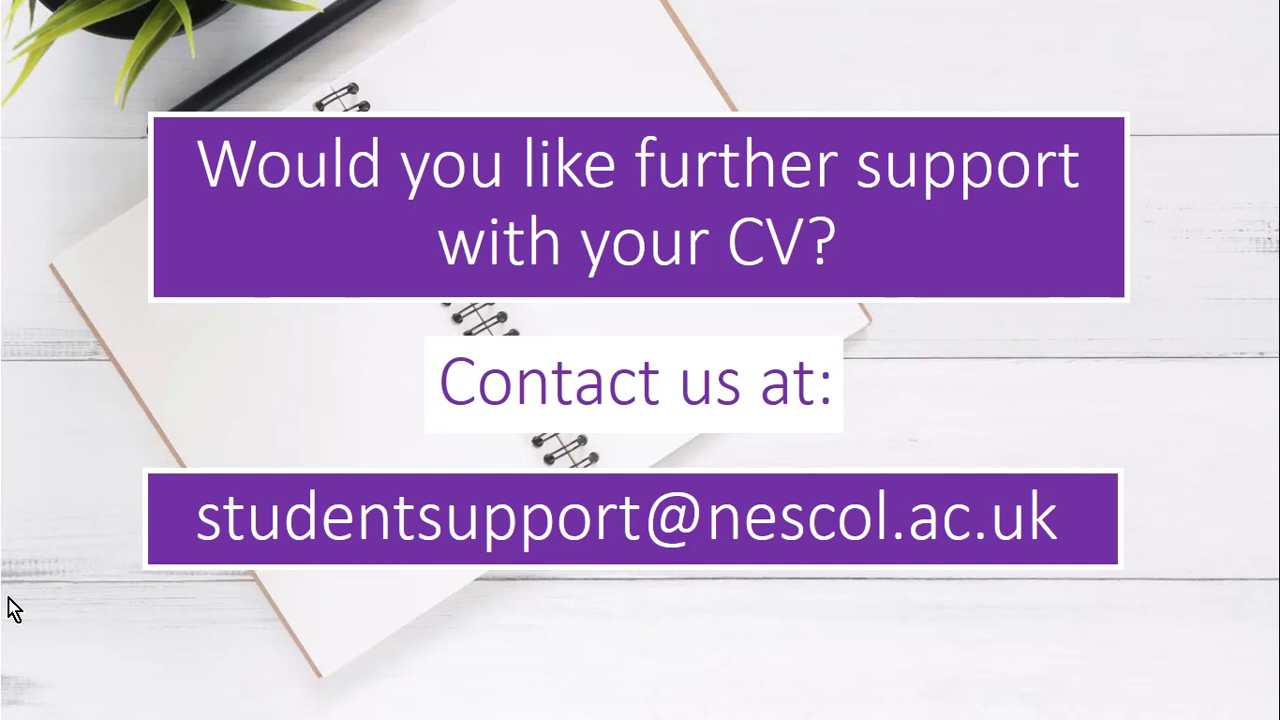 Would you like further support
with your CV?
Contact us at:
studentsupport@nescol.ac.uk